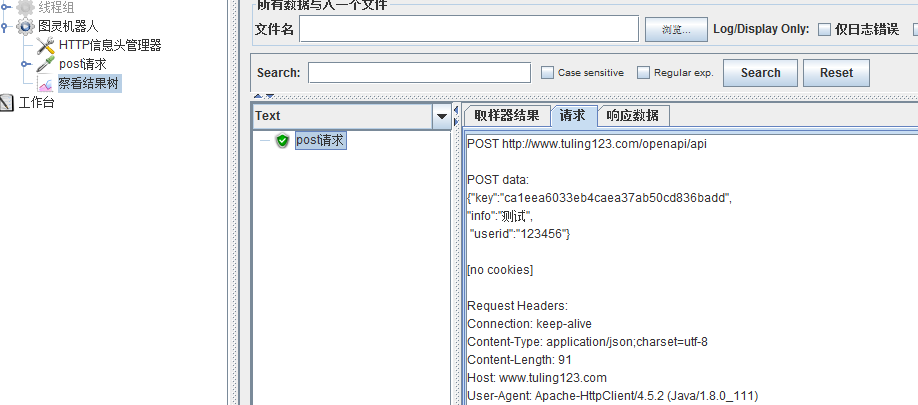 线程组
图灵机器人
HTTP信息头管理器
post请求
察看结果树
工作台
所有数据写入一个文件
文件名
浏览...
Log/Display Only:
仅日志错误
Search:
Case sensitive
Regular exp.
Search
Reset
Text
post请求
取样器结果
请求
响应数据
POST http://www.tuling123.com/openapi/api
POST data:
{"key":"ca1eea6033eb4caea37ab50cd836badd",
"info":"测试",
"userid":"123456"}
[no cookies]
Request Headers:
Connection: keep-alive
Content-Type: application/json;charset=utf-8
Content-Length: 91
Host: www.tuling123.com
User-Agent: Apache-HttpClient/4.5.2 (Java/1.8.0_111)